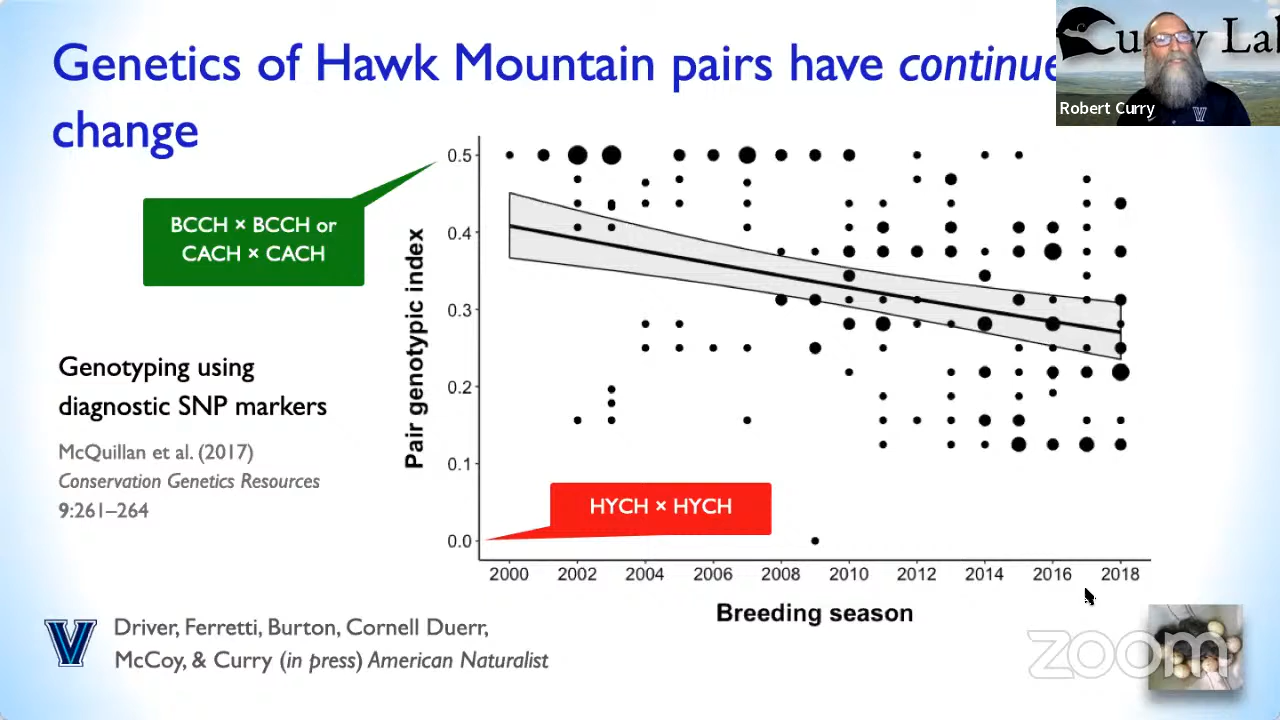 Genetics of Hawk Mountain pairs have continue
change
Curry Lab
Robert Curry
V
BCCH × BCCH or
CACH × CACH
Genotyping using
diagnostic SNP markers
McQuillan et al. (2017)
Conservation Genetics Resources
9:261–264
Pair genotypic index
0.5
0.4
0.3
0.2
0.1
0.0
HYCH × HYCH
2000 2002 2004 2006 2008 2010 2012 2014 2016 2018
Breeding season
V
Driver, Ferretti, Burton, Cornell Duerr,
McCoy, & Curry (in press) American Naturalist
zoom